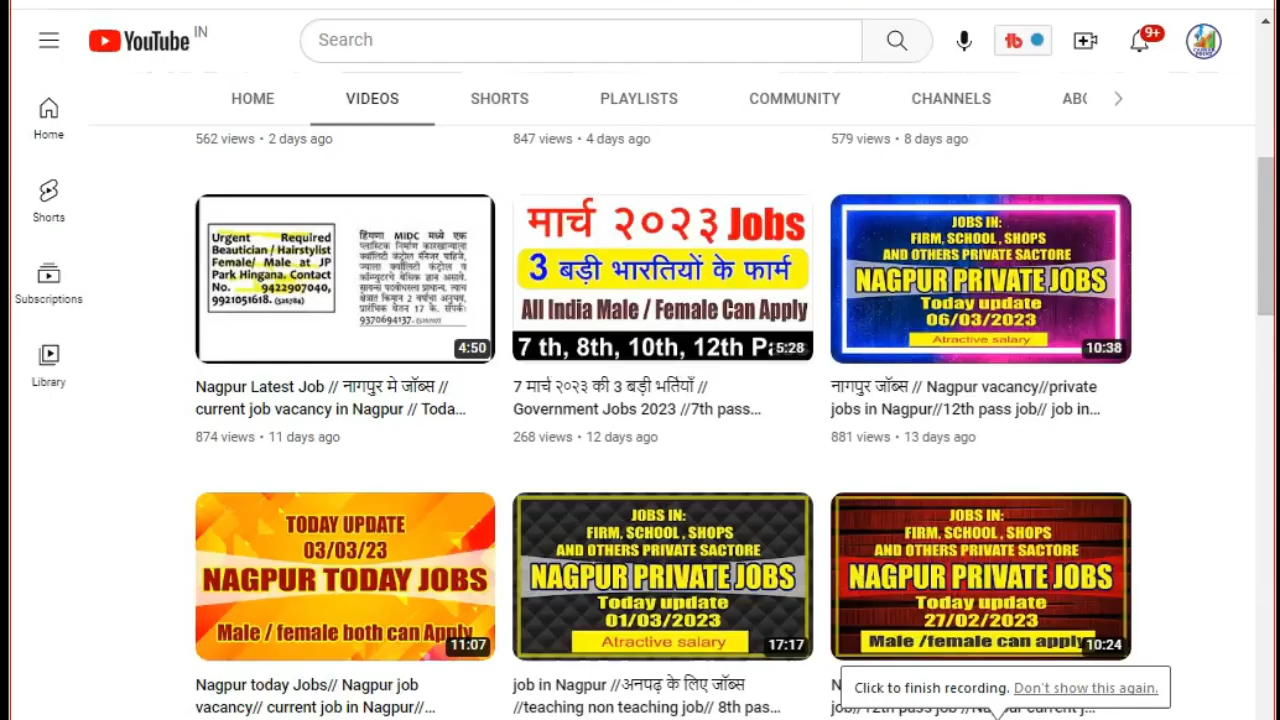 YouTube IN
Search
9+
HOME VIDEOS SHORTS PLAYLISTS COMMUNITY CHANNELS
Home
Shorts
Subscriptions
Library
562 views • 2 days ago
847 views • 4 days ago
579 views • 8 days ago
Urgent Required
Beautician / Hairstylist
Female/ Male at JP
Park Hingana. Contact
No. 9422907040,
9921051618.
हिंगणा MIDC मध्ये एक
9370694137.
4:50
Nagpur Latest Job // नागपुर मे जॉब्स //
current job vacancy in Nagpur // Toda...
874 views • 11 days ago
मार्च २०२३ Jobs
3 बड़ी भारतियों के फार्म
All India Male / Female Can Apply
7 th, 8th, 10th, 12th
5:28
7 मार्च २०२३ की 3 बड़ी भर्तियाँ //
Government Jobs 2023 //7th pass...
268 views • 12 days ago
JOBS IN:
FIRM, SCHOOL , SHOPS
AND OTHERS PRIVATE SACTORE
NAGPUR PRIVATE JOBS
Today update
06/03/2023
Atractive salary
10:38
नागपुर जॉब्स // Nagpur vacancy//private
jobs in Nagpur//12th pass job// job in...
881 views • 13 days ago
TODAY UPDATE
03/03/23
NAGPUR TODAY JOBS
Male / female both can Apply
11:07
Nagpur today Jobs// Nagpur job
vacancy// current job in Nagpur//...
JOBS IN:
FIRM, SCHOOL , SHOPS
AND OTHERS PRIVATE SACTORE
NAGPUR PRIVATE JOBS
Today update
01/03/2023
Atractive salary
17:17
job in Nagpur //अनपढ़ के लिए जॉब्स
//teaching non teaching job// 8th pas...
JOBS IN:
FIRM, SCHOOL , SHOPS
AND OTHERS PRIVATE SACTORE
NAGPUR PRIVATE JOBS
Today update
27/02/2023
Male /female can apply
10:24
Click to finish recording. Don't show this again.